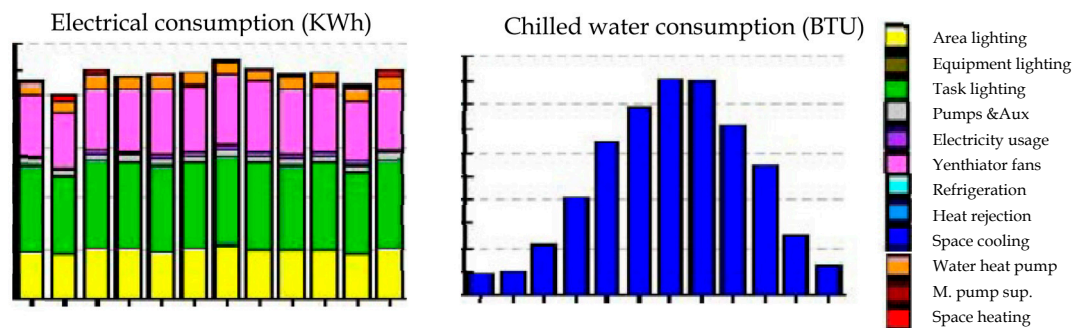 Electrical consumption (KWh)
Chilled water consumption (BTU)
Area lighting
Equipment lighting
Task lighting
Pumps &Aux
Electricity usage
Yenthiator fans
Refrigeration
Heat rejection
Space cooling
Water heat pump
M. pump sup.
Space heating